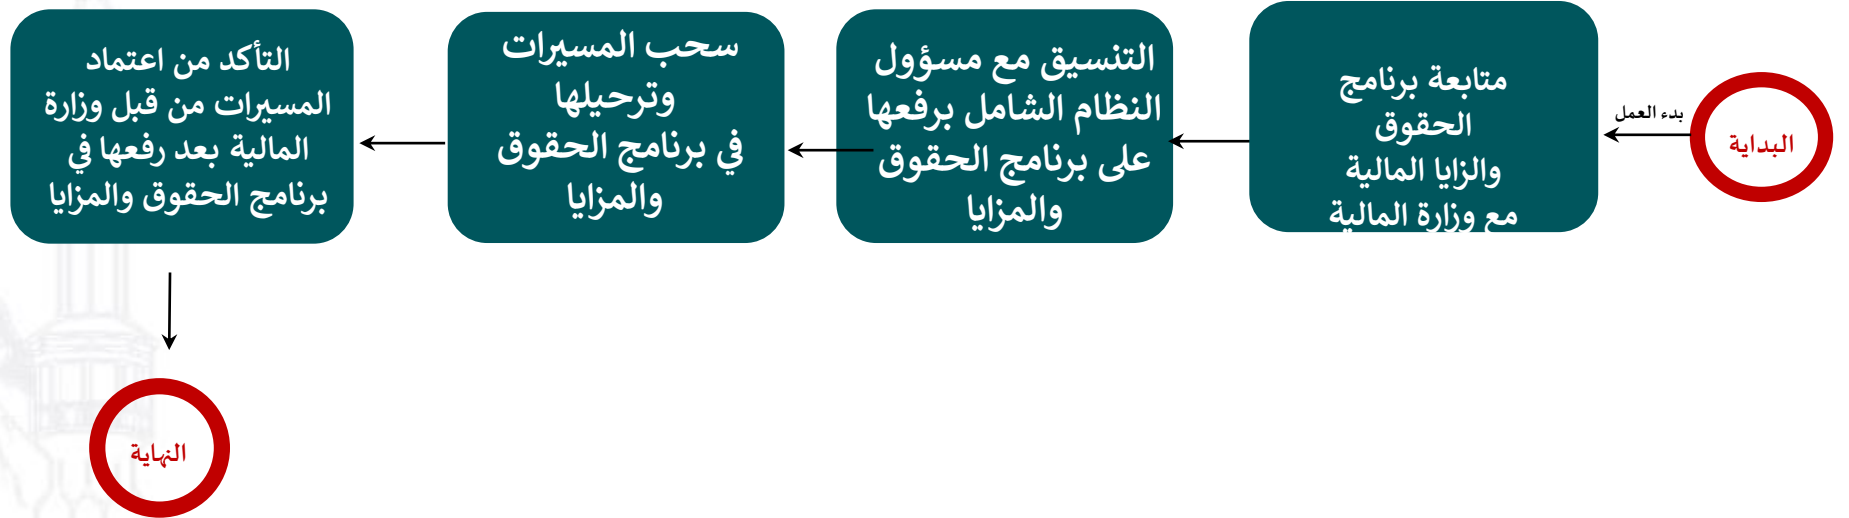 البداية
بدء العمل
متابعة برنامج
الحقوق
والزايا المالية
مع وزارة المالية
التنسيق مع مسؤول
النظام الشامل برفعها
على برنامج الحقوق
والمزايا
سحب المسيرات
وترحيلها
في برنامج الحقوق
والمزايا
التأكد من اعتماد
المسيرات من قبل وزارة
المالية بعد رفعها في
برنامج الحقوق والمزايا
النهاية